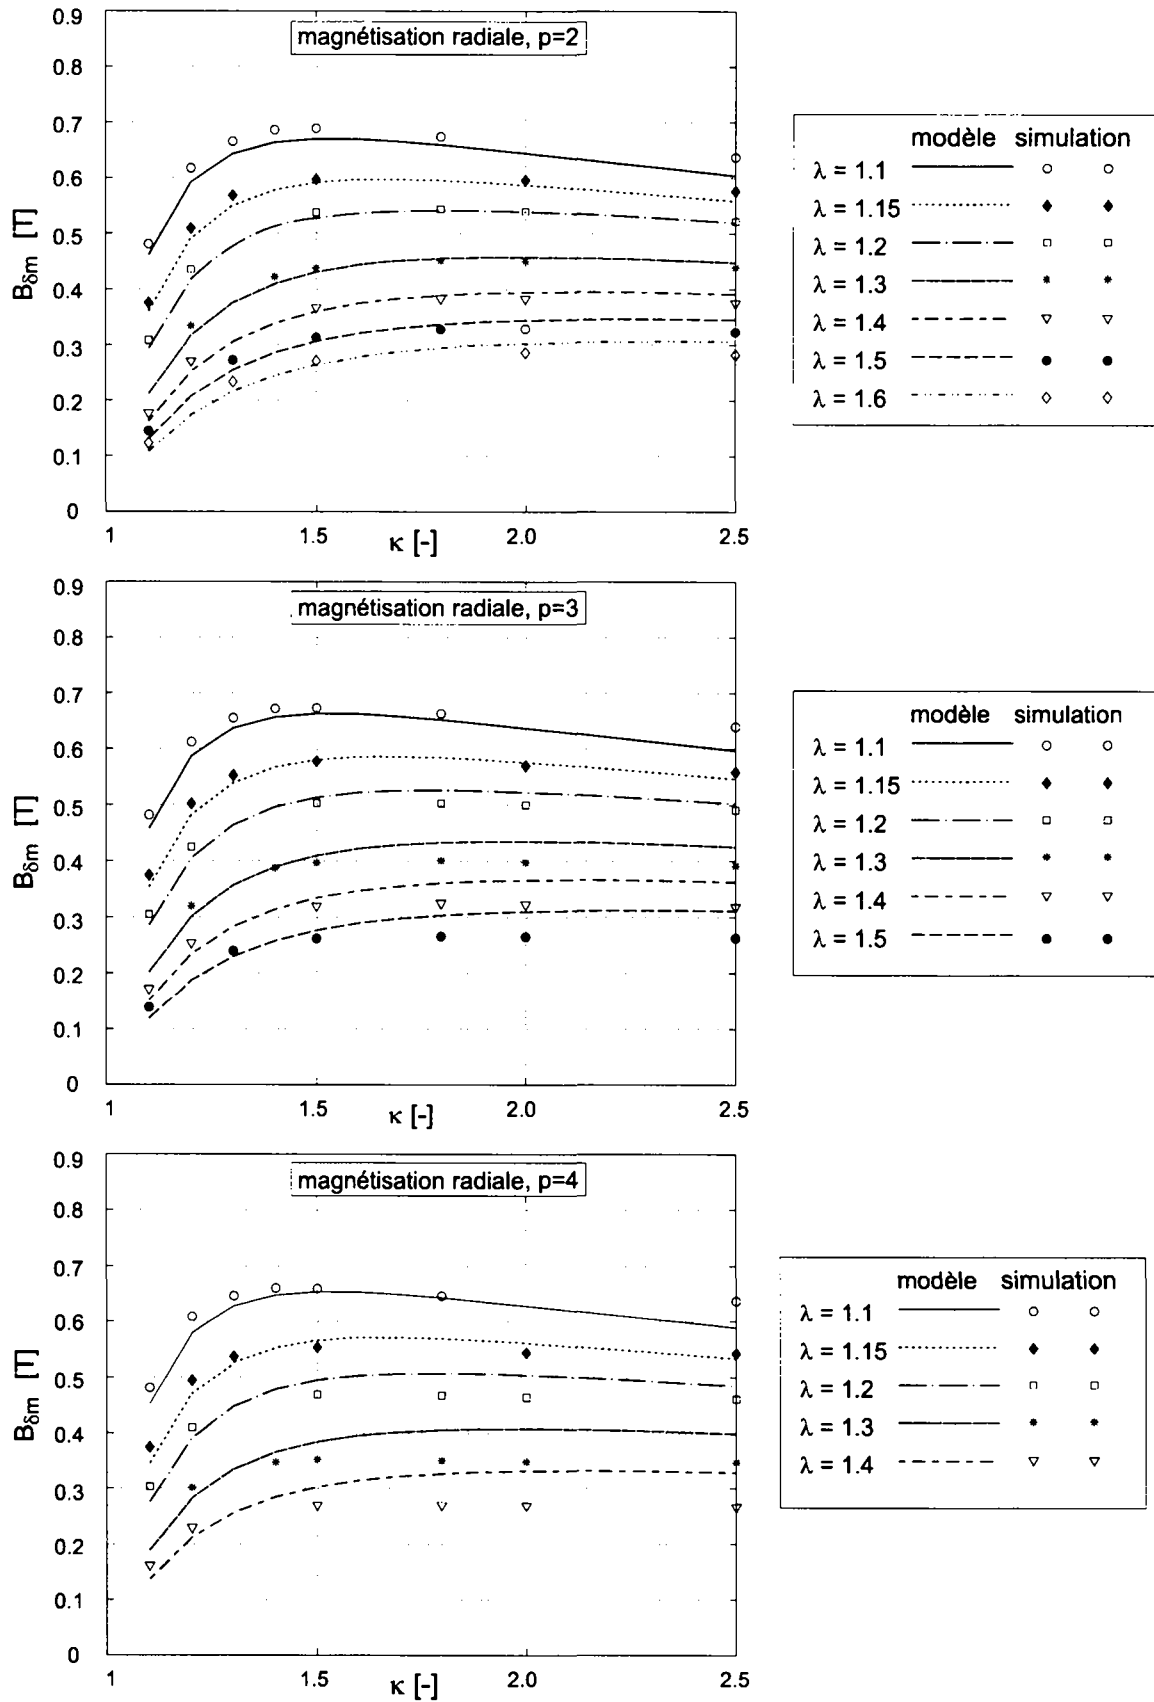 magnétisation radiale, p=2
0.9
0.8
0.7
0.6
0.5
0.4
0.3
0.2
0.1
0
Bδm [T]
1
1.5
2.0
2.5
κ [-]
modèle simulation
λ = 1.1
λ = 1.15
λ = 1.2
λ = 1.3
λ = 1.4
λ = 1.5
λ = 1.6
magnétisation radiale, p=3
0.9
0.8
0.7
0.6
0.5
0.4
0.3
0.2
0.1
0
Bδm [T]
1
1.5
2.0
2.5
κ [-]
modèle simulation
λ = 1.1
λ = 1.15
λ = 1.2
λ = 1.3
λ = 1.4
λ = 1.5
magnétisation radiale, p=4
0.9
0.8
0.7
0.6
0.5
0.4
0.3
0.2
0.1
0
Bδm [T]
1
1.5
2.0
2.5
κ [-]
modèle simulation
λ = 1.1
λ = 1.15
λ = 1.2
λ = 1.3
λ = 1.4